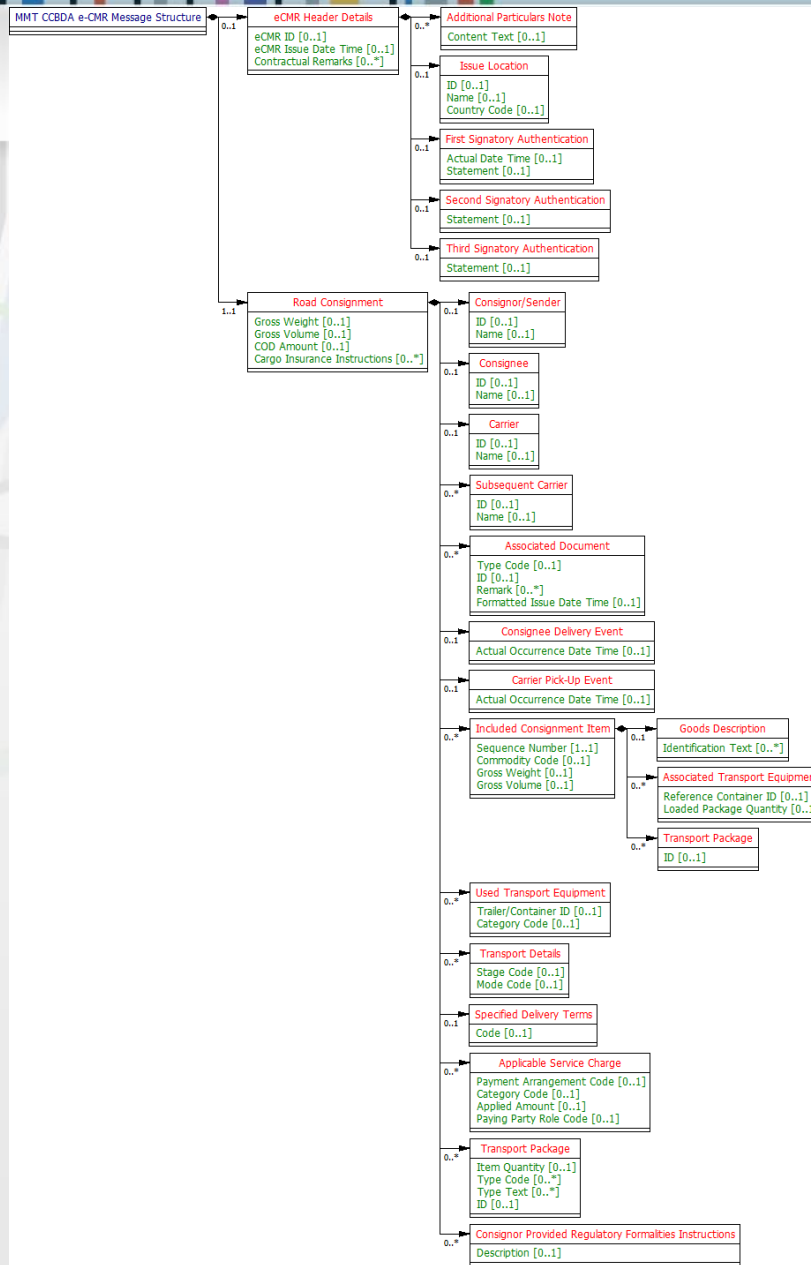 MMT CCBDA e-CMR Message Structure
0..1
eCMR Header Details
eCMR ID [0..1]
eCMR Issue Date Time [0..1]
Contractual Remarks [0..*]
0..*
Additional Particulars Note
Content Text [0..1]
0..1
Issue Location
ID [0..1]
Name [0..1]
Country Code [0..1]
0..1
First Signatory Authentication
Actual Date Time [0..1]
Statement [0..1]
0..1
Second Signatory Authentication
Statement [0..1]
0..1
Third Signatory Authentication
Statement [0..1]
1..1
Road Consignment
Gross Weight [0..1]
Gross Volume [0..1]
COD Amount [0..1]
Cargo Insurance Instructions [0..*]
0..1
Consignor/Sender
ID [0..1]
Name [0..1]
0..1
Consignee
ID [0..1]
Name [0..1]
0..1
Carrier
ID [0..1]
Name [0..1]
0..*
Subsequent Carrier
ID [0..1]
Name [0..1]
0..*
Associated Document
Type Code [0..1]
ID [0..1]
Remark [0..*]
Formatted Issue Date Time [0..1]
0..1
Consignee Delivery Event
Actual Occurrence Date Time [0..1]
0..1
Carrier Pick-Up Event
Actual Occurrence Date Time [0..1]
0..*
Included Consignment Item
Sequence Number [1..1]
Commodity Code [0..1]
Gross Weight [0..1]
Gross Volume [0..1]
0..1
Goods Description
Identification Text [0..*]
0..*
Associated Transport Equipmen
Reference Container ID [0..1]
Loaded Package Quantity [0..1
0..*
Transport Package
ID [0..1]
0..*
Used Transport Equipment
Trailer/Container ID [0..1]
Category Code [0..1]
0..*
Transport Details
Stage Code [0..1]
Mode Code [0..1]
0..1
Specified Delivery Terms
Code [0..1]
0..*
Applicable Service Charge
Payment Arrangement Code [0..1]
Category Code [0..1]
Applied Amount [0..1]
Paying Party Role Code [0..1]
0..*
Transport Package
Item Quantity [0..1]
Type Code [0..*]
Type Text [0..*]
ID [0..1]
0..*
Consignor Provided Regulatory Formalities Instructions
Description [0..1]